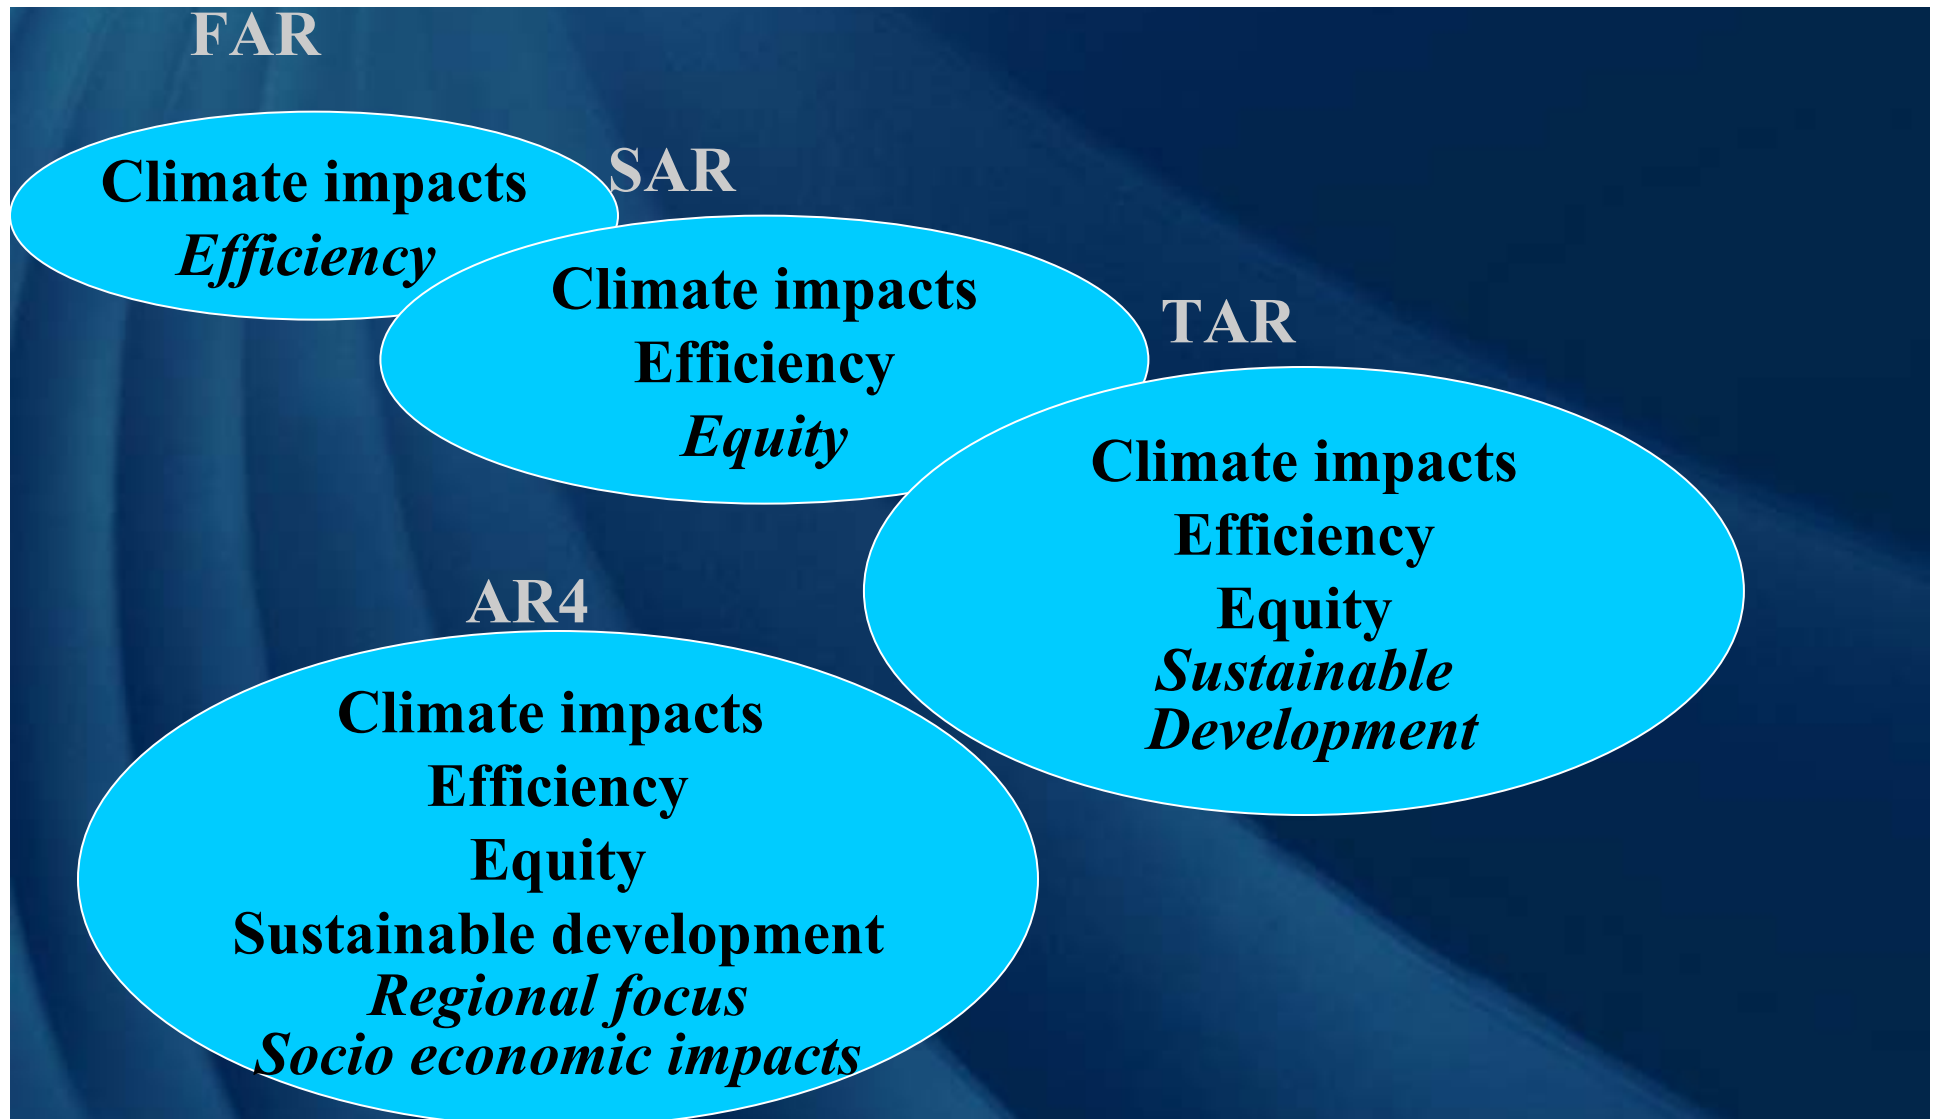 FAR
Climate impacts
Efficiency
SAR
Climate impacts
Efficiency
Equity
TAR
Climate impacts
Efficiency
Equity
Sustainable
Development
AR4
Climate impacts
Efficiency
Equity
Sustainable development
Regional focus
Socio economic impacts